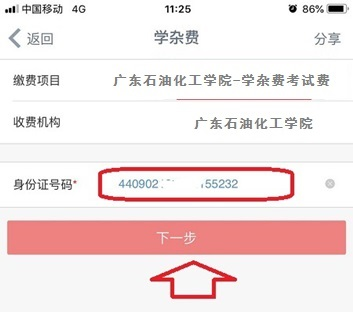 中国移动 4G 11:25 86%
返回 学杂费 分享
缴费项目 广东石油化工学院-学杂费考试费
收费机构 广东石油化工学院
身份证号码* 440902 55232
下一步